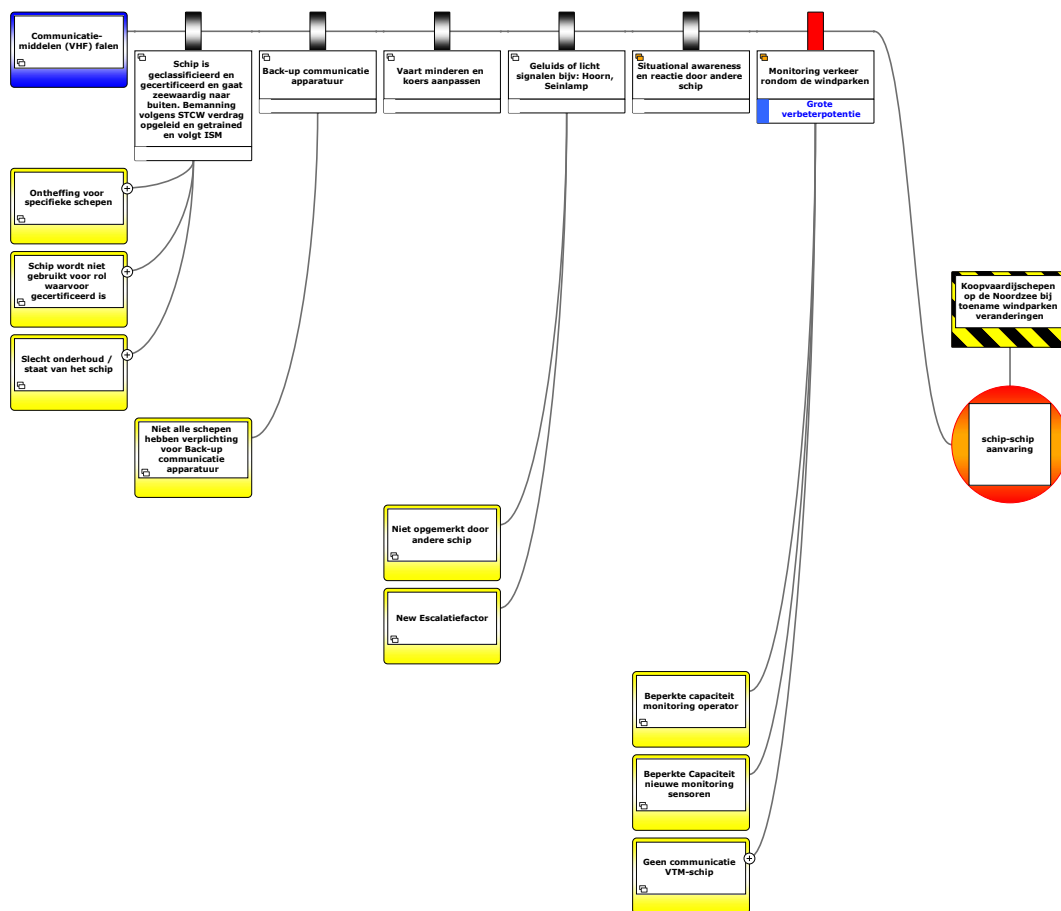 Communicatie-
middelen (VHF) falen
Schip is
geclassificieerd en
gecertificeerd en gaat
zeewaardig naar
buiten. Bemanning
volgens STCW verdrag
opgeleid en getrained
en volgt ISM
Back-up communicatie
apparatuur
Vaart minderen en
koers aanpassen
Geluids of licht
signalen bijv: Hoorn,
Seinlamp
Situational awareness
en reactie door andere
schip
Monitoring verkeer
rondom de windparken
Grote
verbeterpotentie
Ontheffing voor
specifieke schepen
Schip wordt niet
gebruikt voor rol
waarvoor
gecertificeerd is
Slecht onderhoud /
staat van het schip
Koopvaardijschepen
op de Noordzee bij
toename windparken
veranderingen
schip-schip
aanvaring
Niet alle schepen
hebben verplichting
voor Back-up
communicatie
apparatuur
Niet opgemerkt door
andere schip
New Escalatiefactor
Beperkte capaciteit
monitoring operator
Beperkte Capaciteit
nieuwe monitoring
sensoren
Geen communicatie
VTM-schip